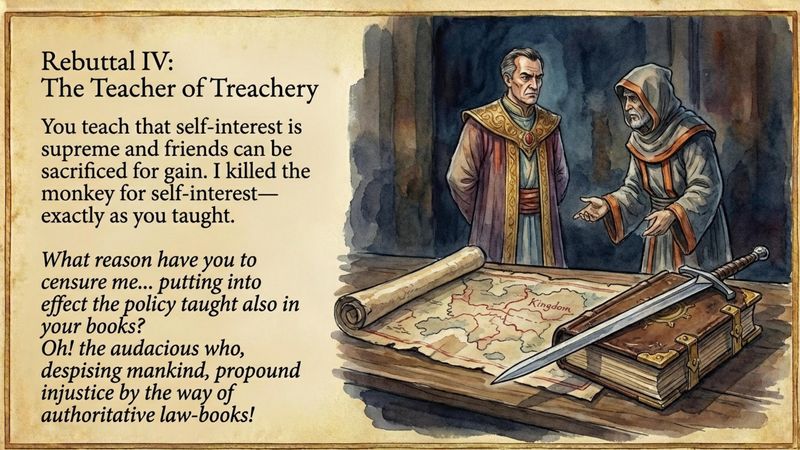 Rebuttal IV:
The Teacher of Treachery
You teach that self-interest is
supreme and friends can be
sacrificed for gain. I killed the
monkey for self-interest—
exactly as you taught.
What reason have you to
censure me... putting into
effect the policy taught also in
your books?
Oh! the audacious who,
despising mankind, propound
injustice by the way of
authoritative law-books!
Kingdom